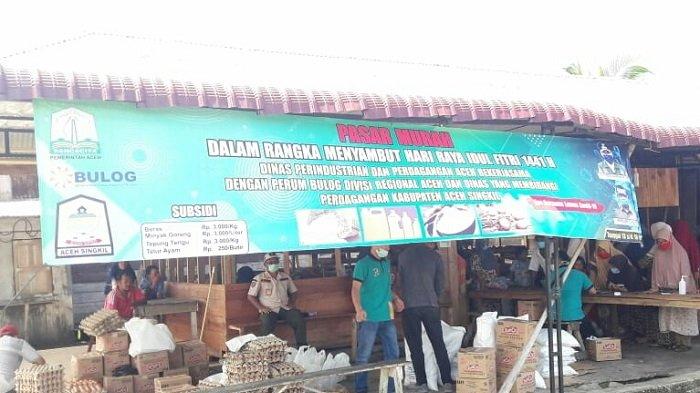 PASAR MURAH
DALAM RANGKA MENYAMBUT HARI RAYA IDUL FITRI 1441 H
DINAS PERINDUSTRIAN DAN PERDAGANGAN ACEH BEKERJASAMA
DENGAN PERUM BULOG DIVISI REGIONAL ACEH DAN DINAS YANG MEMBIDANGI
PERDAGANGAN KABUPATEN ACEH SINGKIL
PEMERINTAH ACEH
BULOG
ACEH SINGKIL
SUBSIDI
Beras Rp. 3.000/Kg
Minyak Goreng Rp. 3.000/Liter
Tepung Terigu Rp. 3.000/Kg
Telur Ayam Rp. 250/Butir